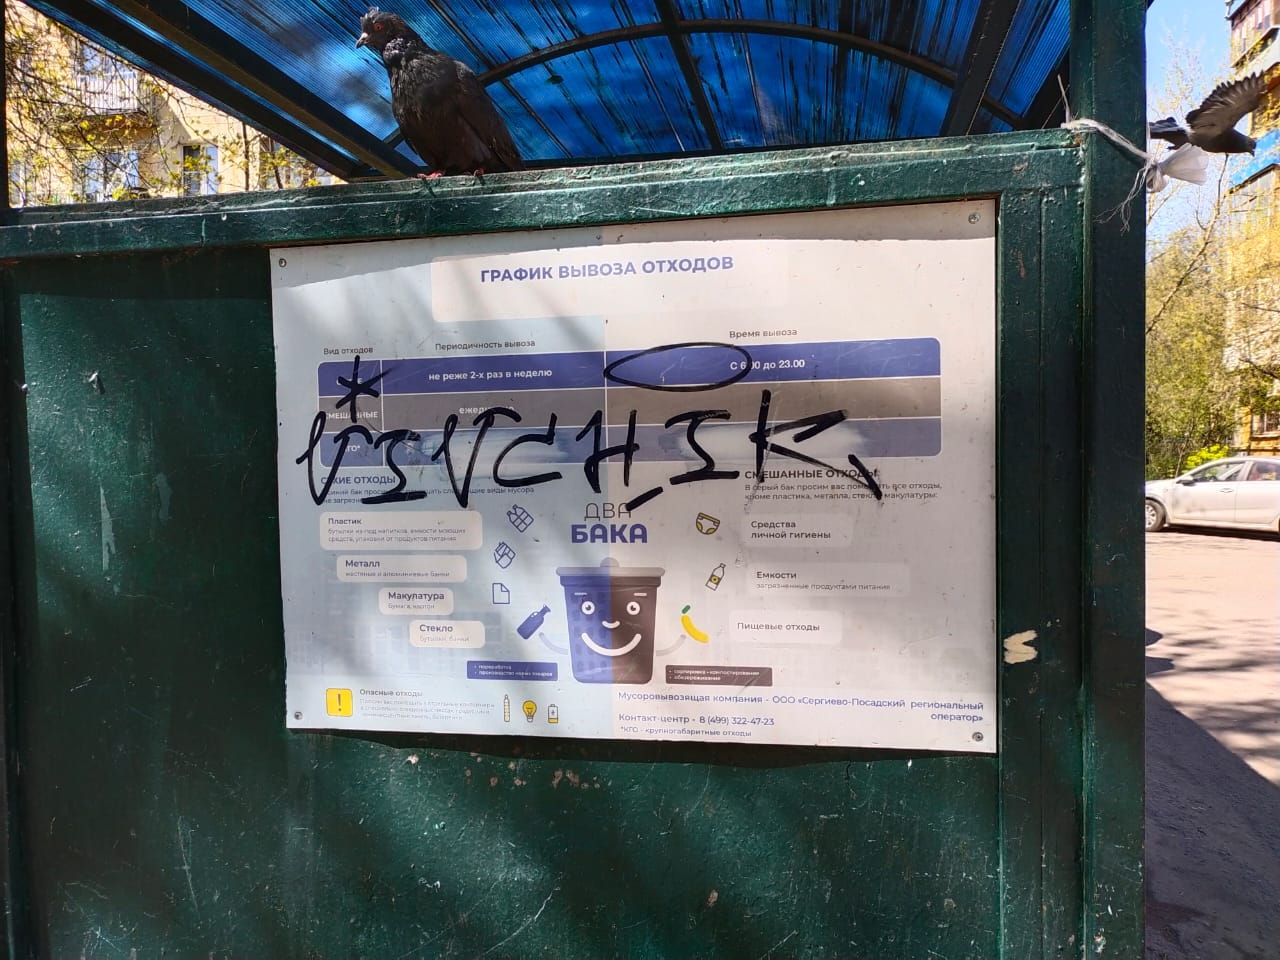 ГРАФИК ВЫВОЗА ОТХОДОВ
Вид отходов
Периодичность вывоза
Время вывоза
не реже 2-х раз в неделю
С 6.00 до 23.00
СМЕШАННЫЕ
СУХИЕ ОТХОДЫ
Пластик
бутылки из-под напитков, емкости моющих
средств, упаковки от продуктов питания
Металл
жестяные и алюминиевые банки
Макулатура
бумага, картон
Стекло
бутылки, банки
ДВА
БАКА
СМЕШАННЫЕ ОТХОДЫ
В серый бак просим вас помещать все отходы,
кроме пластика, металла, стекла, макулатуры:
Средства
личной гигиены
Емкости
загрязненные продуктами питания
Пищевые отходы
• переработка
• производство новых товаров
• сортировка • компостирование
• обезвреживание
Опасные отходы
Мусоровывозящая компания - ООО «Сергиево-Посадский региональный
оператор»
Контакт-центр - 8 (499) 322-47-23
*КГО - крупногабаритные отходы